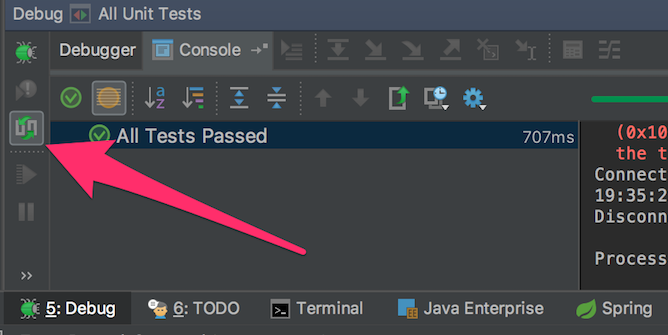 Debug All Unit Tests
Debugger Console
a
z
All Tests Passed 707ms
(0x10
the t
Connect
19:35:2
Disconn
Process
5: Debug 6: TODO Terminal Java Enterprise Spring